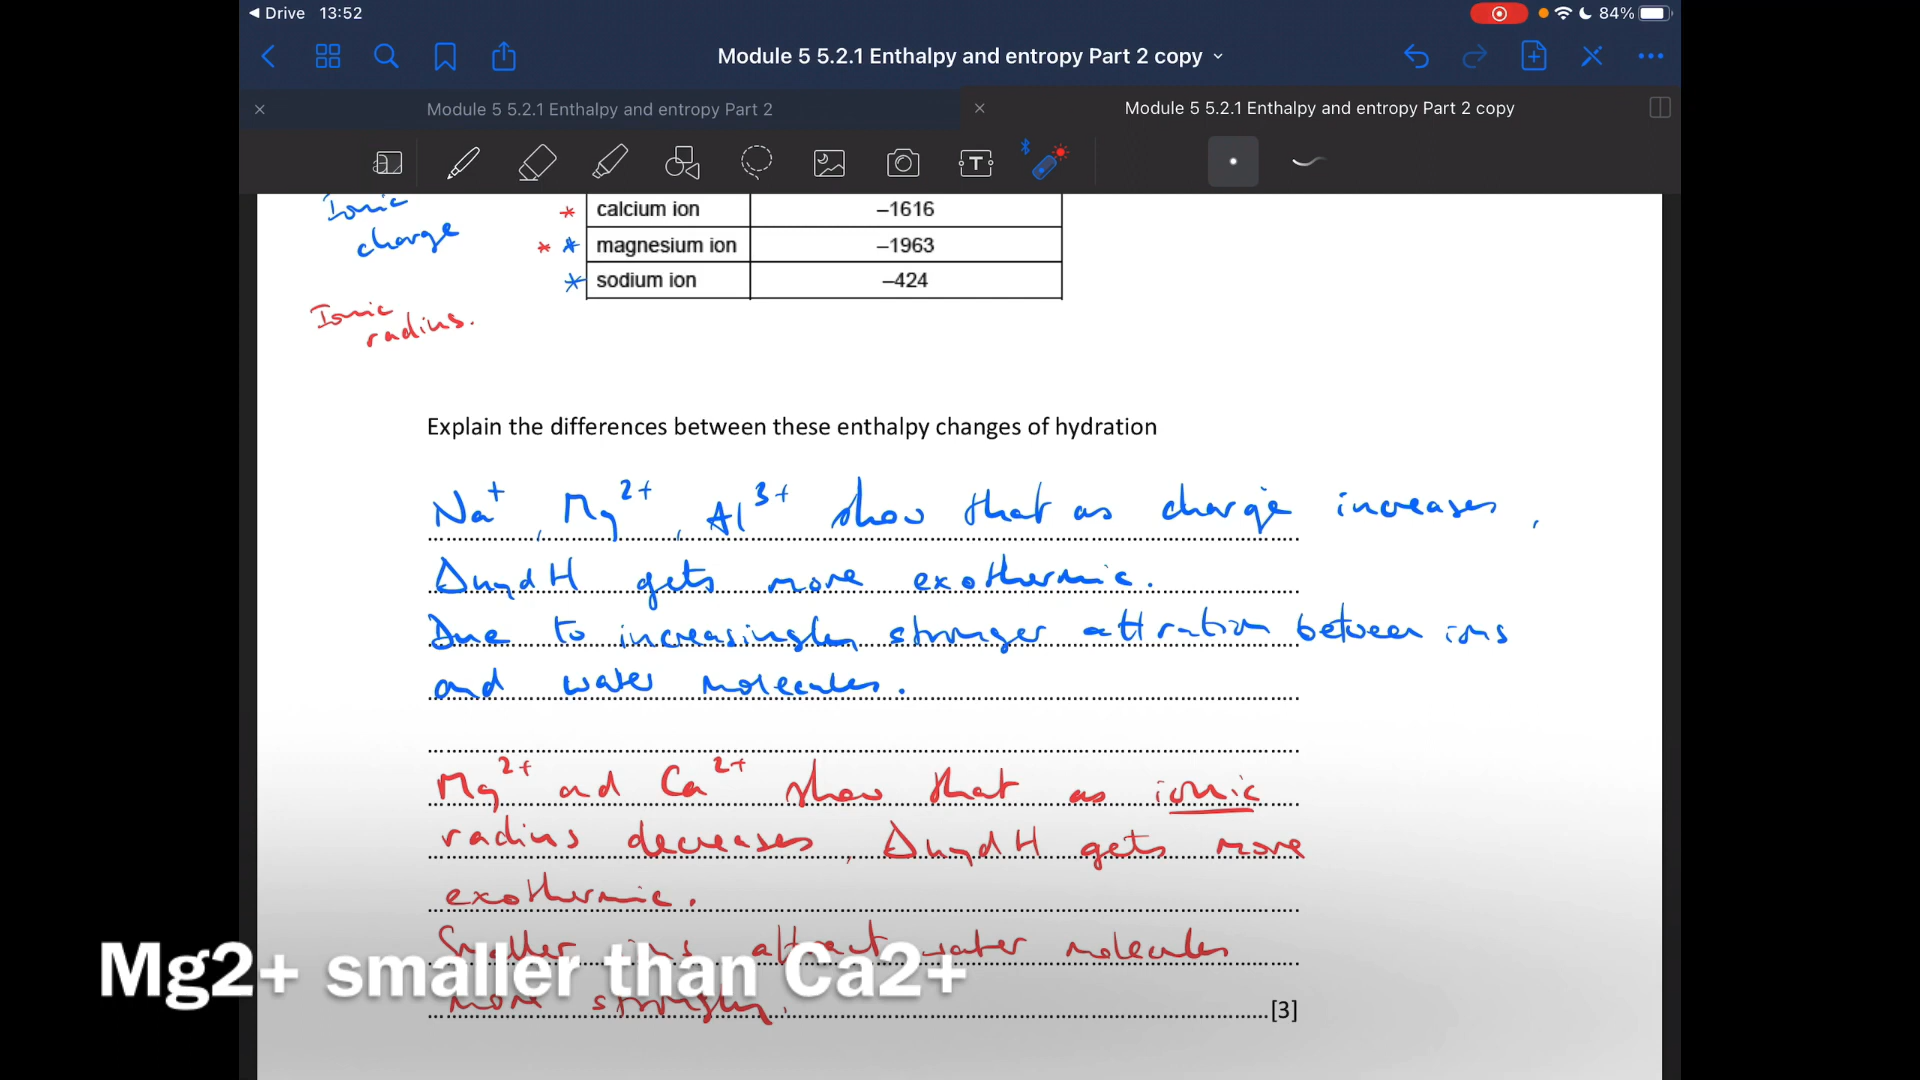 Drive 13:52
84%
Module 5 5.2.1 Enthalpy and entropy Part 2 copy
Module 5 5.2.1 Enthalpy and entropy Part 2
Module 5 5.2.1 Enthalpy and entropy Part 2 copy
T
Ionic
charge
* calcium ion –1616
* * magnesium ion –1963
* sodium ion –424
Ionic
radius.
Explain the differences between these enthalpy changes of hydration
Na⁺, Mg²⁺, Al³⁺ show that as charge increases,
ΔhydH gets more exothermic.
Due to increasingly stronger attration between ions
and water molecules.
Mg²⁺ and Ca²⁺ show that as ionic
radius decreases, ΔhydH gets more
exothermic.
Smaller ions attract water molecules
more strongly.
[3]
Mg2+ smaller than Ca2+